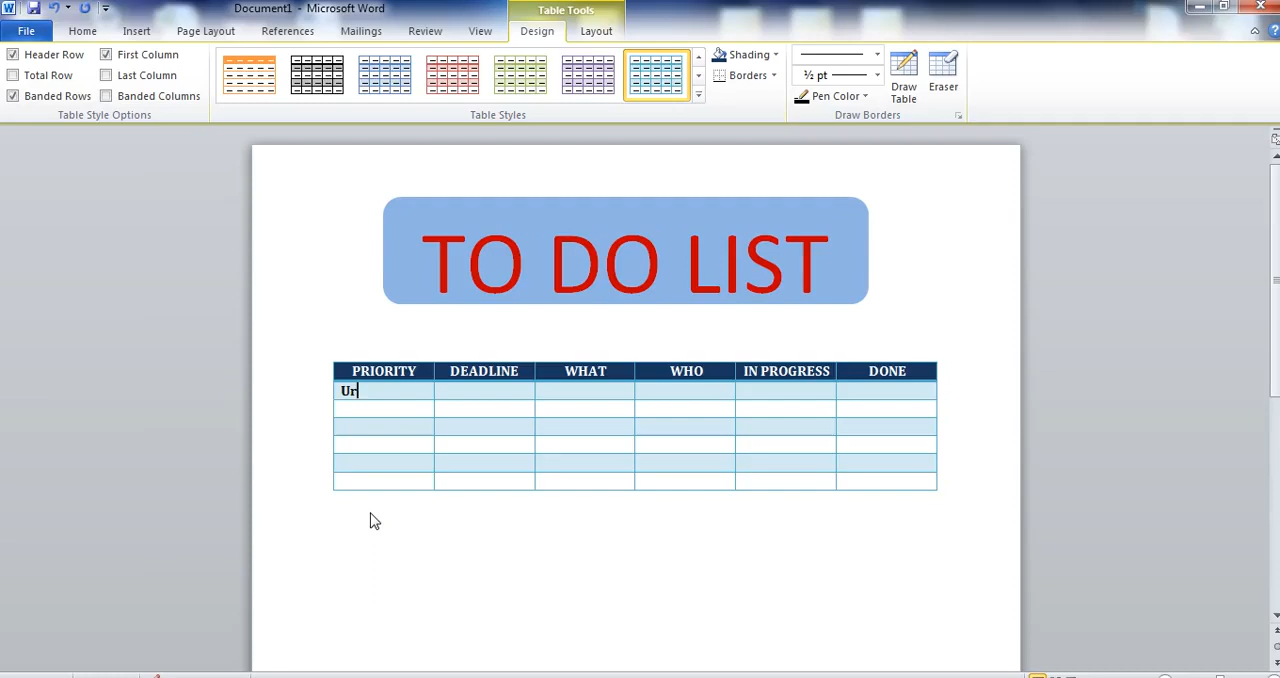 Document1 - Microsoft Word
Table Tools
File Home Insert Page Layout References Mailings Review View Design Layout
Header Row First Column
Total Row Last Column
Banded Rows Banded Columns
Table Style Options
Table Styles
Shading
Borders
½ pt
Pen Color
Draw Table
Eraser
Draw Borders
TO DO LIST
PRIORITY DEADLINE WHAT WHO IN PROGRESS DONE
Ur